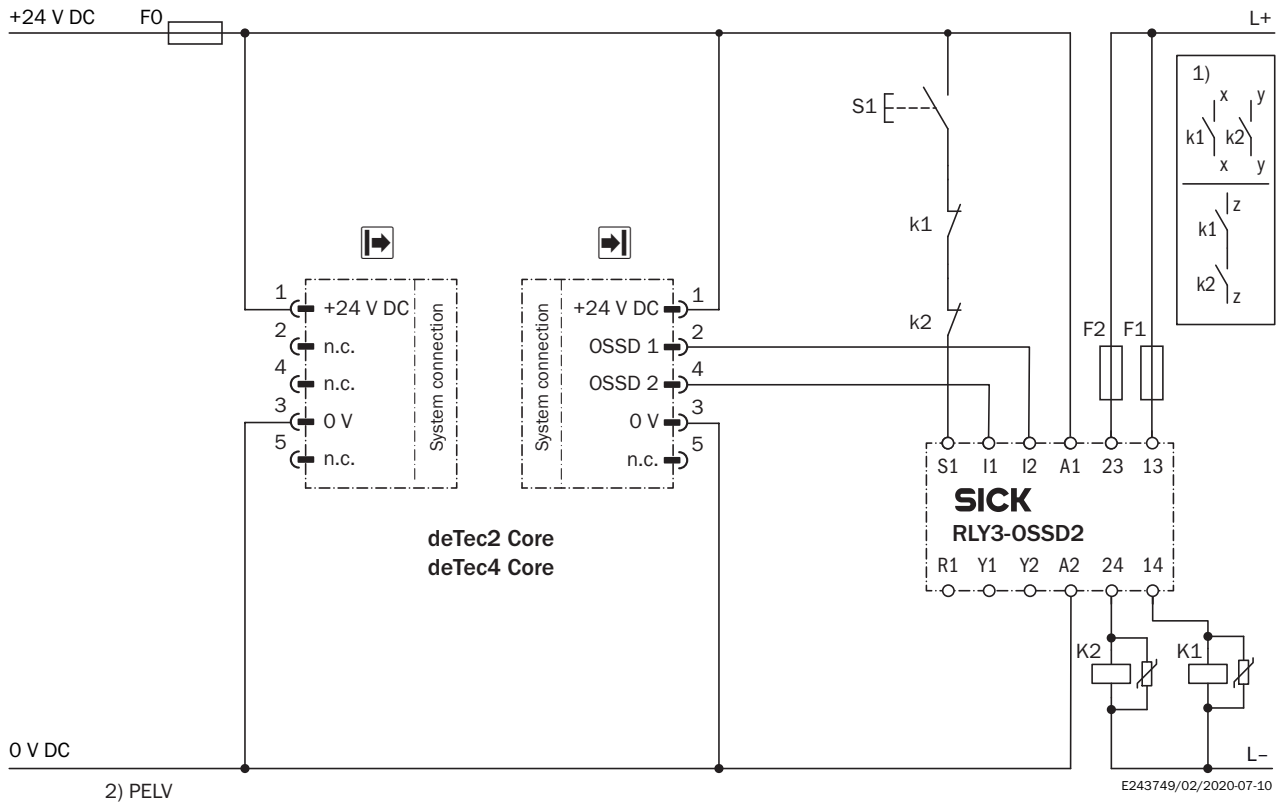 +24 V DC
F0
L+
1)
x
y
k1
k2
x
y
z
k1
k2
z
S1
k1
k2
F2
F1
1
+24 V DC
2
n.c.
4
n.c.
3
0 V
5
n.c.
System connection
System connection
+24 V DC
1
OSSD 1
2
OSSD 2
4
0 V
3
n.c.
5
deTec2 Core
deTec4 Core
S1 I1 I2 A1 23 13
SICK
RLY3-OSSD2
R1 Y1 Y2 A2 24 14
K2
K1
0 V DC
L–
2) PELV
E243749/02/2020-07-10